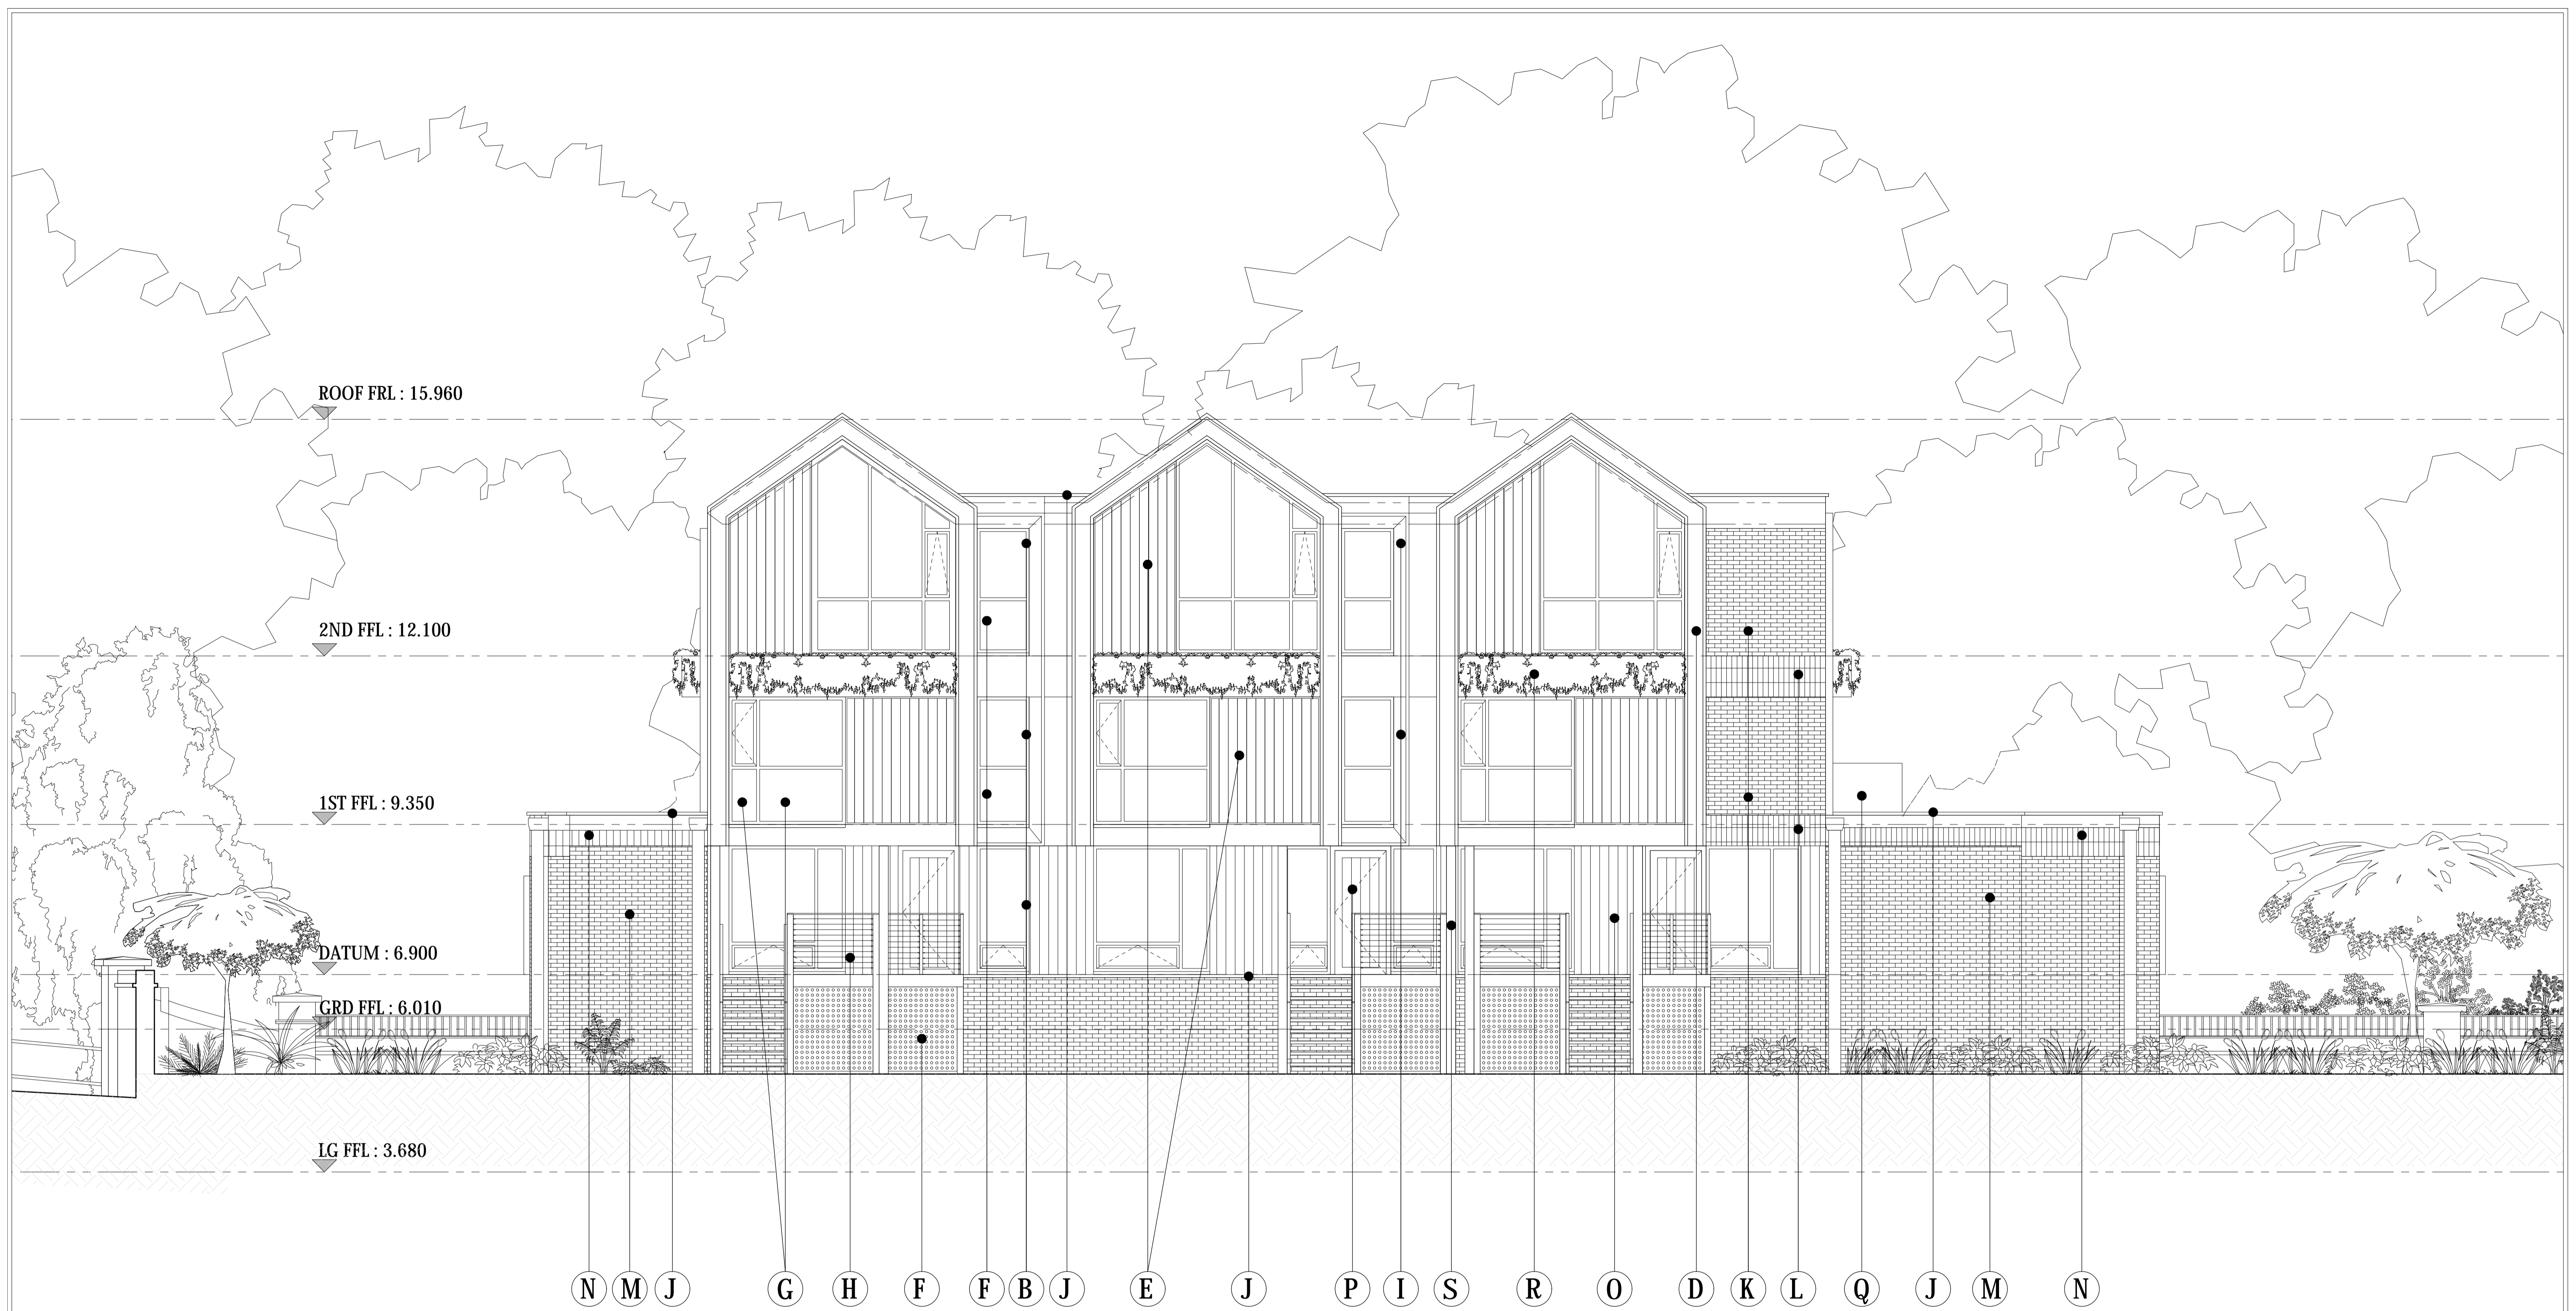 ROOF FRL : 15.960
2ND FFL : 12.100
1ST FFL : 9.350
DATUM : 6.900
GRD FFL : 6.010
LG FFL : 3.680
N M J G H F F B J E J P I S R O D K L Q J M N